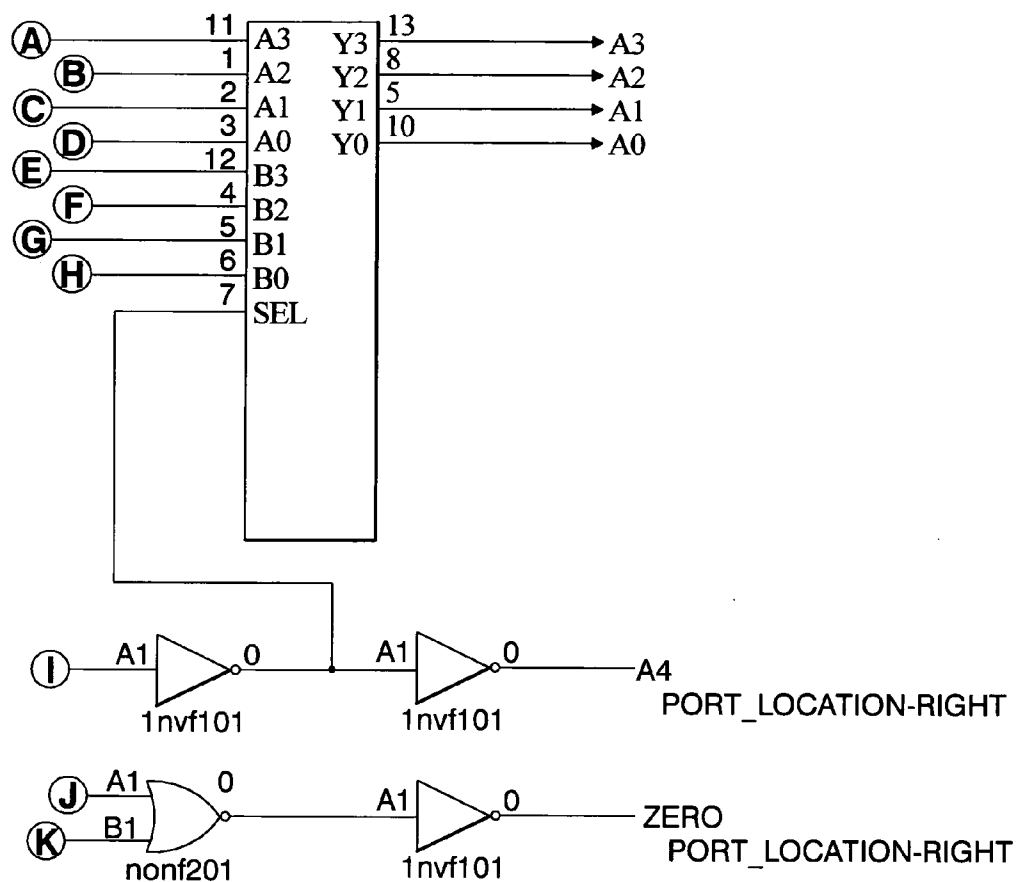 A 11 A3 Y3 13 A3
B 1 A2 Y2 8 A2
C 2 A1 Y1 5 A1
D 3 A0 Y0 10 A0
E 12 B3
F 4 B2
G 5 B1
H 6 B0
7 SEL
I A1 0 A1 0 A4
1nvf101 1nvf101 PORT_LOCATION-RIGHT
J A1 0 A1 0 ZERO
K B1
nonf201 1nvf101 PORT_LOCATION-RIGHT